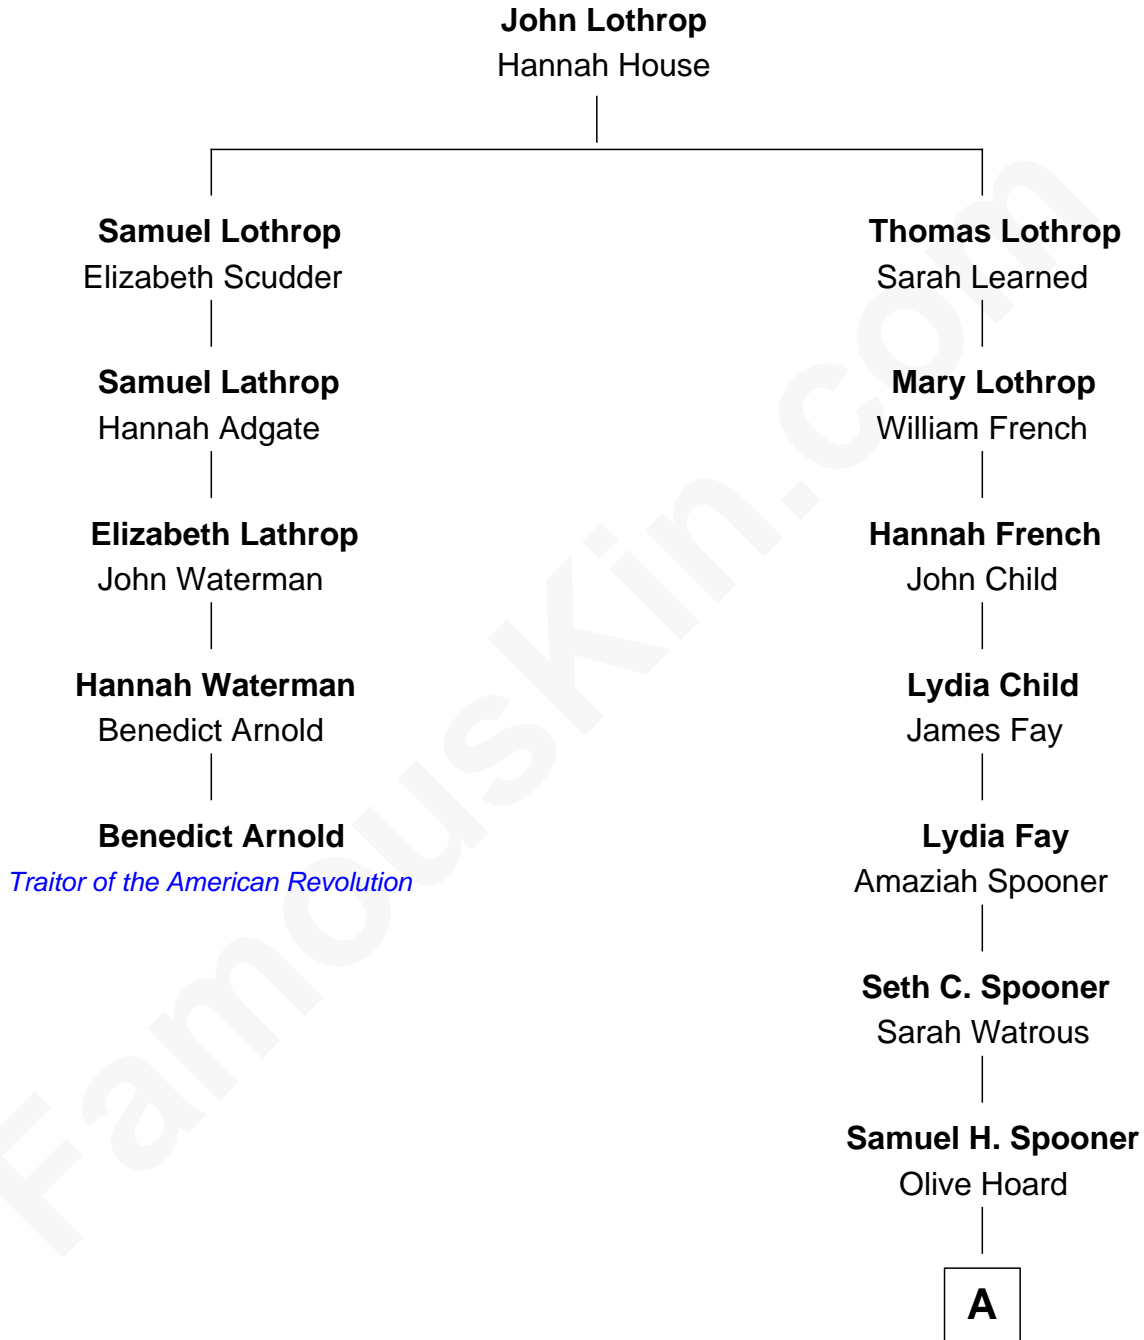 John Lothrop
Hannah House
Samuel Lothrop
Elizabeth Scudder
Thomas Lothrop
Sarah Learned
Samuel Lathrop
Hannah Adgate
Mary Lothrop
William French
Elizabeth Lathrop
John Waterman
Hannah French
John Child
Hannah Waterman
Benedict Arnold
Lydia Child
James Fay
Benedict Arnold
Traitor of the American Revolution
Lydia Fay
Amaziah Spooner
Seth C. Spooner
Sarah Watrous
Samuel H. Spooner
Olive Hoard
A
FamousKin.com